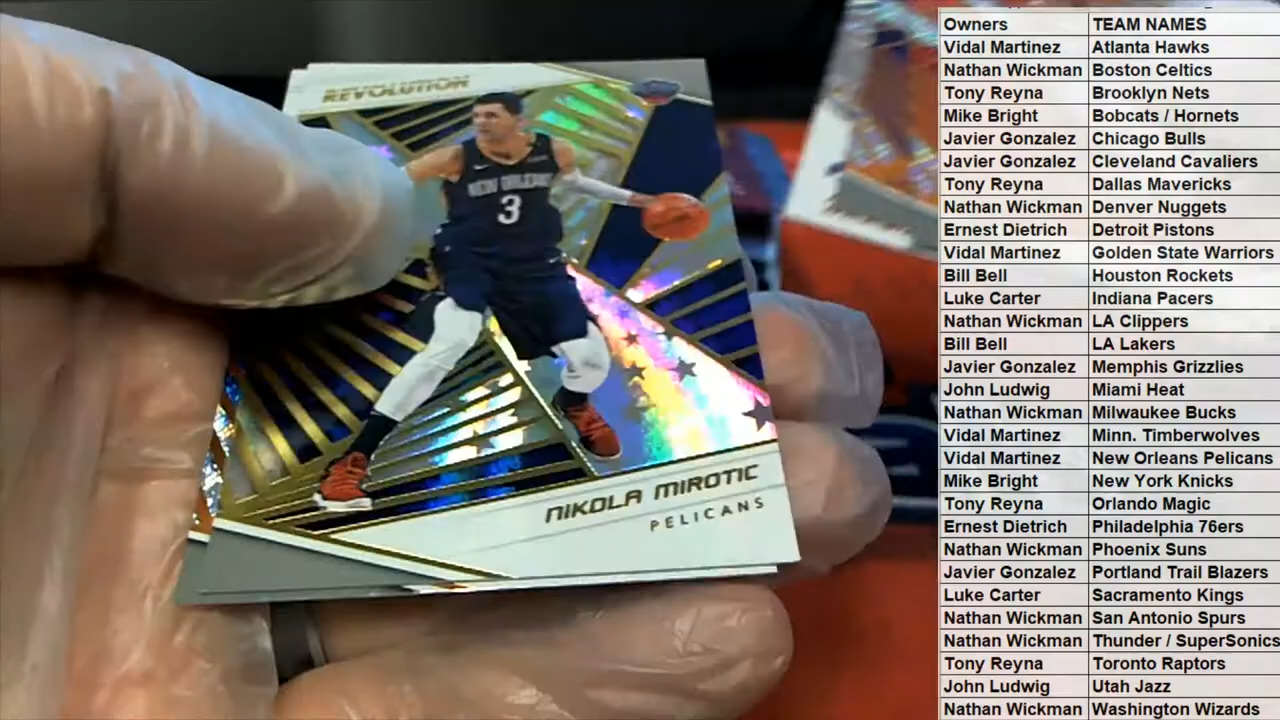 REVOLUTION
NEW ORLEANS
3
NIKOLA MIROTIC
PELICANS
Owners TEAM NAMES
Vidal Martinez Atlanta Hawks
Nathan Wickman Boston Celtics
Tony Reyna Brooklyn Nets
Mike Bright Bobcats / Hornets
Javier Gonzalez Chicago Bulls
Javier Gonzalez Cleveland Cavaliers
Tony Reyna Dallas Mavericks
Nathan Wickman Denver Nuggets
Ernest Dietrich Detroit Pistons
Vidal Martinez Golden State Warriors
Bill Bell Houston Rockets
Luke Carter Indiana Pacers
Nathan Wickman LA Clippers
Bill Bell LA Lakers
Javier Gonzalez Memphis Grizzlies
John Ludwig Miami Heat
Nathan Wickman Milwaukee Bucks
Vidal Martinez Minn. Timberwolves
Vidal Martinez New Orleans Pelicans
Mike Bright New York Knicks
Tony Reyna Orlando Magic
Ernest Dietrich Philadelphia 76ers
Nathan Wickman Phoenix Suns
Javier Gonzalez Portland Trail Blazers
Luke Carter Sacramento Kings
Nathan Wickman San Antonio Spurs
Nathan Wickman Thunder / SuperSonics
Tony Reyna Toronto Raptors
John Ludwig Utah Jazz
Nathan Wickman Washington Wizards